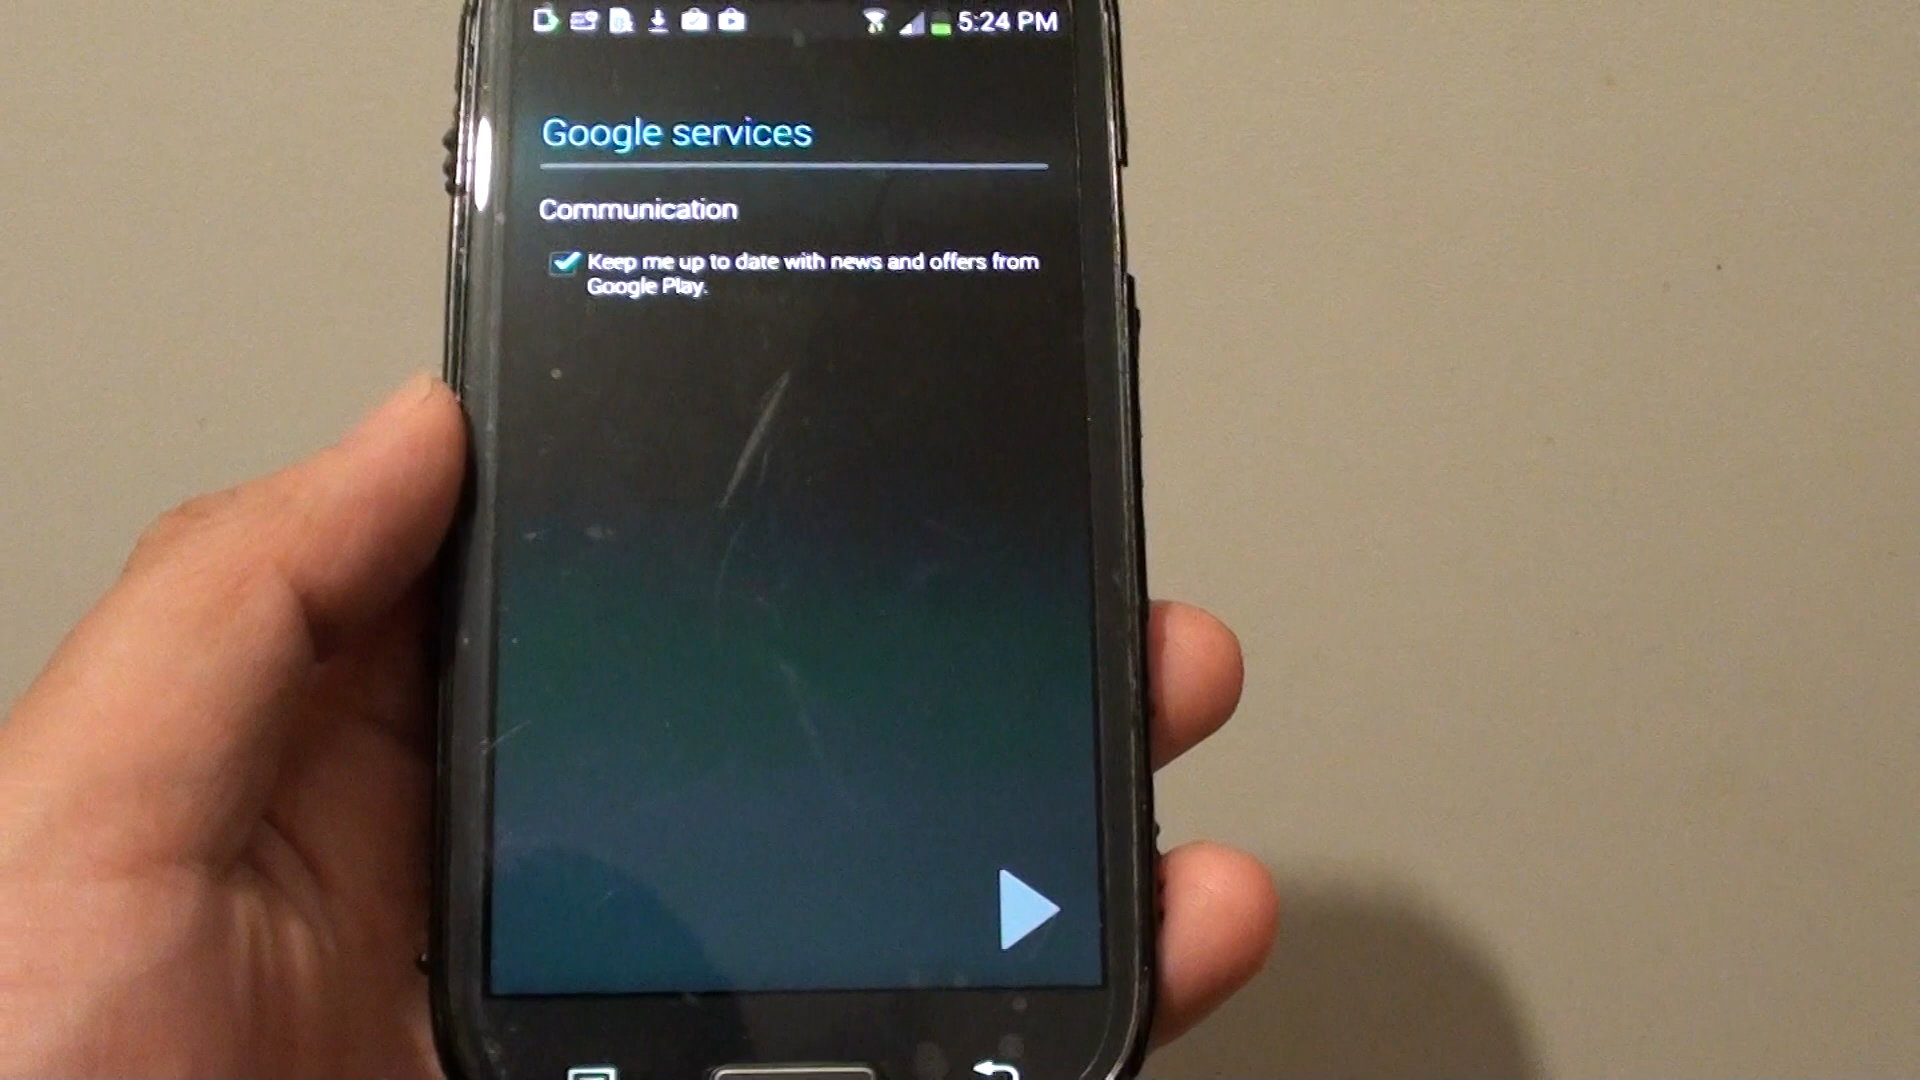 5:24 PM
Google services
Communication
Keep me up to date with news and offers from
Google Play.